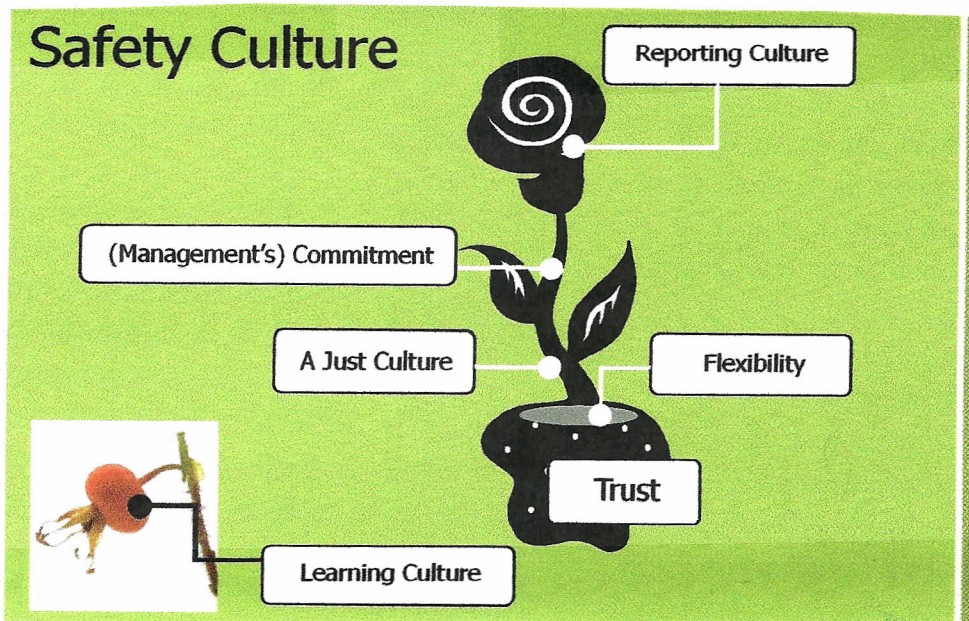 Safety Culture
Reporting Culture
(Management's) Commitment
A Just Culture
Flexibility
Trust
Learning Culture